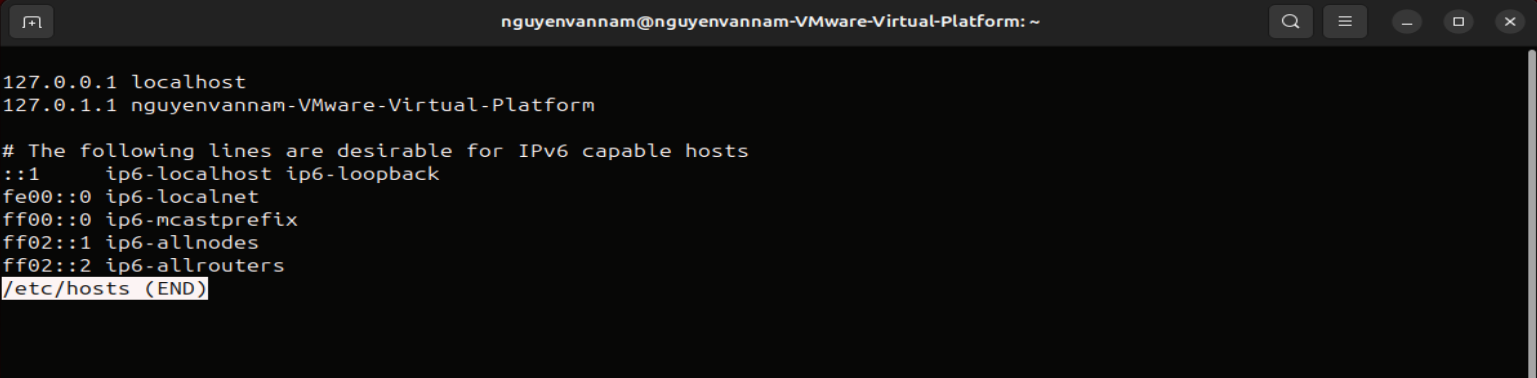 nguyenvannam@nguyenvannam-VMware-Virtual-Platform: ~
127.0.0.1 localhost
127.0.1.1 nguyenvannam-VMware-Virtual-Platform
# The following lines are desirable for IPv6 capable hosts
::1     ip6-localhost ip6-loopback
fe00::0 ip6-localnet
ff00::0 ip6-mcastprefix
ff02::1 ip6-allnodes
ff02::2 ip6-allrouters
/etc/hosts (END)